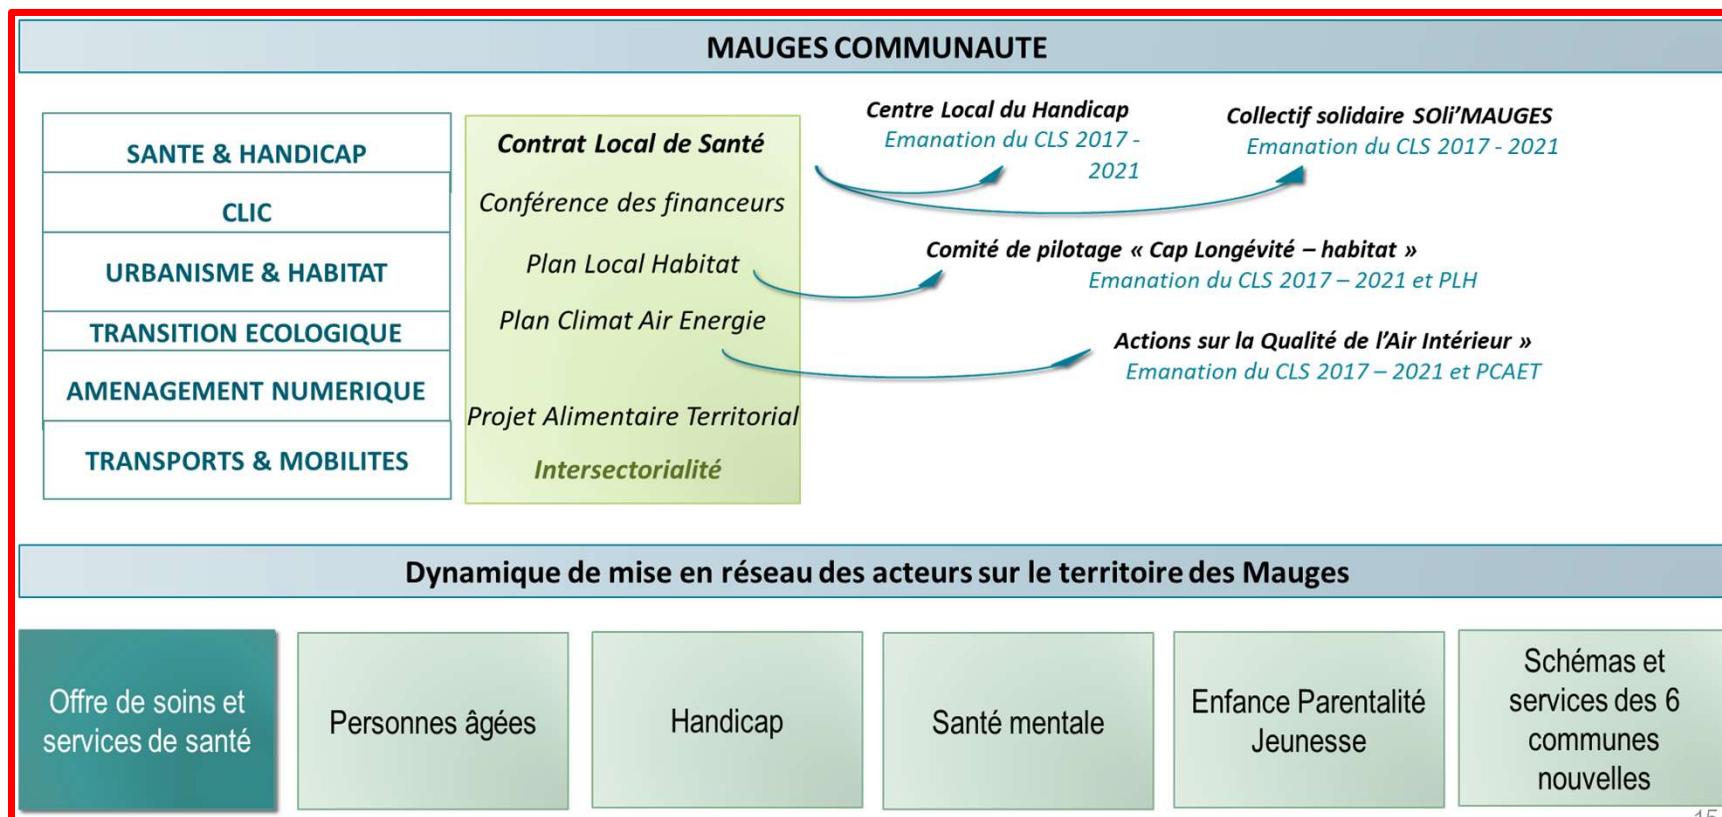 MAUGES COMMUNAUTE
SANTE & HANDICAP
CLIC
URBANISME & HABITAT
TRANSITION ECOLOGIQUE
AMENAGEMENT NUMERIQUE
TRANSPORTS & MOBILITES
Contrat Local de Santé
Conférence des financeurs
Plan Local Habitat
Plan Climat Air Energie
Projet Alimentaire Territorial
Intersectorialité
Centre Local du Handicap
Emanation du CLS 2017 -
2021
Collectif solidaire SOli’MAUGES
Emanation du CLS 2017 - 2021
Comité de pilotage « Cap Longévité – habitat »
Emanation du CLS 2017 – 2021 et PLH
Actions sur la Qualité de l’Air Intérieur »
Emanation du CLS 2017 – 2021 et PCAET
Dynamique de mise en réseau des acteurs sur le territoire des Mauges
Offre de soins et
services de santé
Personnes âgées
Handicap
Santé mentale
Enfance Parentalité
Jeunesse
Schémas et
services des 6
communes
nouvelles
15